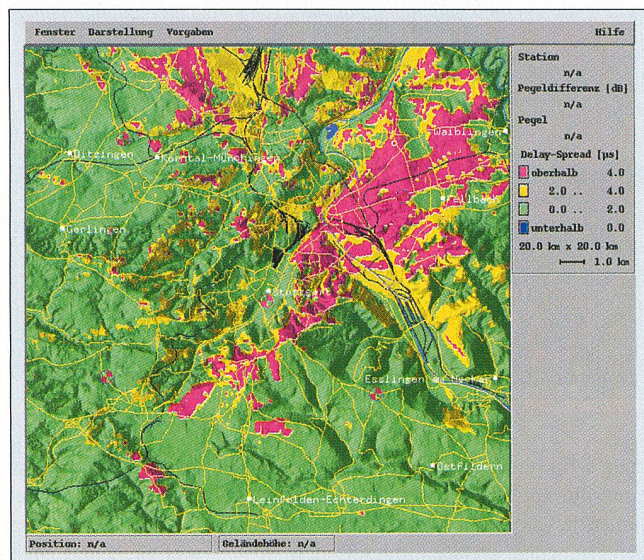 Fenster Darstellung Vorgaben Hilfe
Station
n/a
Pegeldifferenz [dB]
n/a
Pegel
n/a
Delay-Spread [µs]
oberhalb 4.0
2.0 .. 4.0
0.0 .. 2.0
unterhalb 0.0
20.0 km x 20.0 km
1.0 km
Waiblingen
Ditzingen
Korntal-Münchingen
Fellbach
Gerlingen
Stuttgart
Esslingen am Neckar
Ostfildern
Leinfelden-Echterdingen
Position: n/a
Geländehöhe: n/a